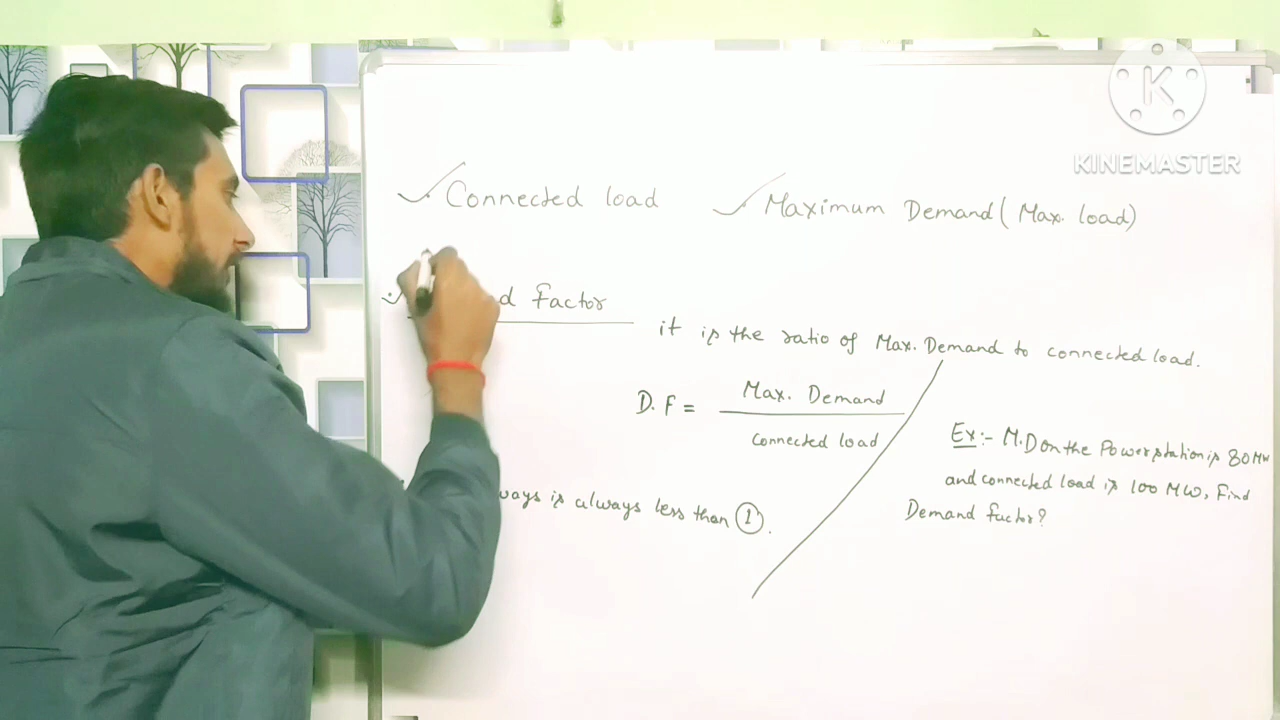 K
KINEMASTER
Connected load
Maximum Demand (Max. load)
Factor
it is the ratio of Max. Demand to connected load.
D.F = Max. Demand
connected load
Ex:- M.D on the Power station is 80 MW
and connected load is 100 MW, Find
Demand factor?
is always less than 1.